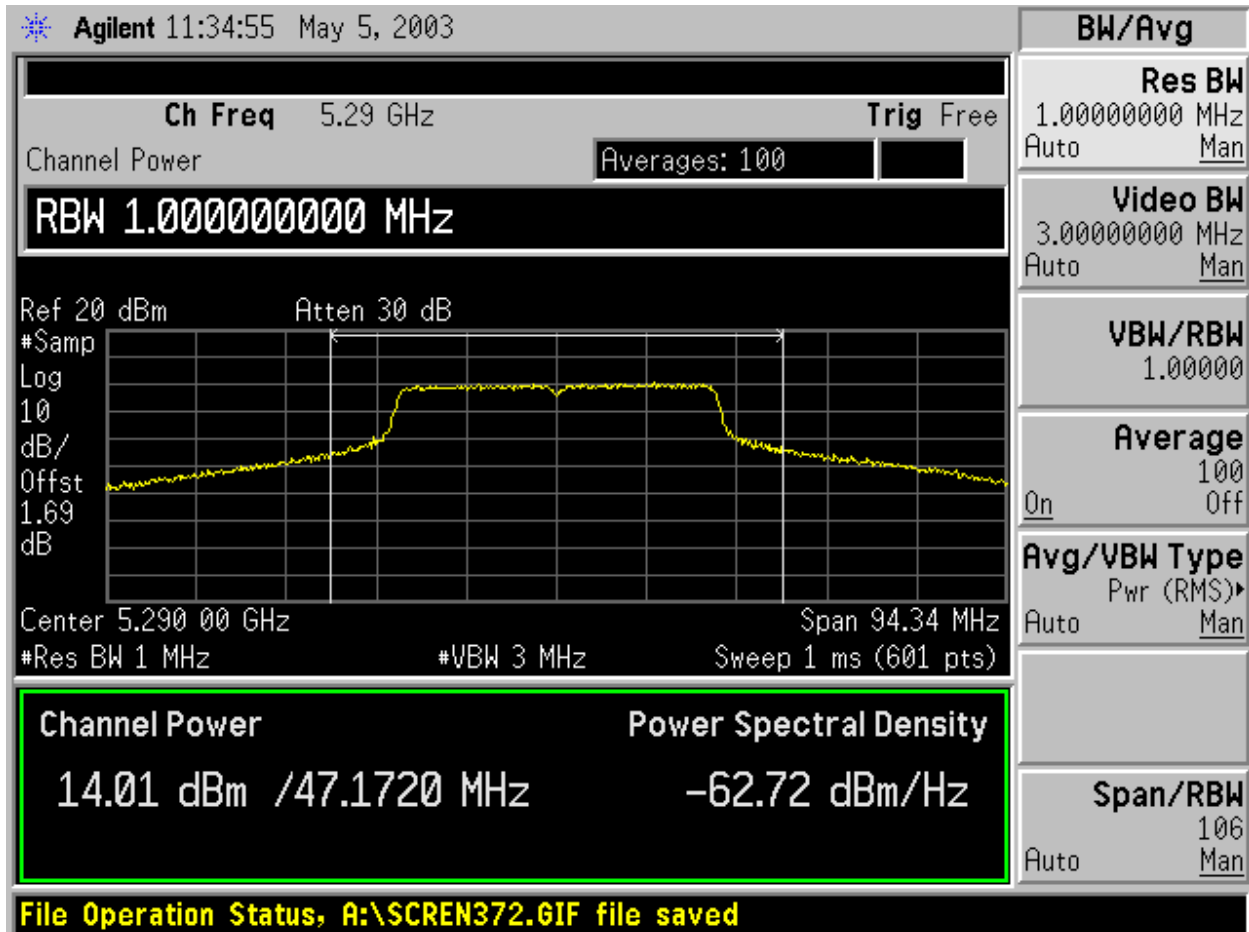 Agilent 11:34:55 May 5, 2003
Ch Freq 5.29 GHz Trig Free
Channel Power Averages: 100
RBW 1.000000000 MHz
Ref 20 dBm Atten 30 dB
#Samp
Log
10
dB/
Offst
1.69
dB
Center 5.290 00 GHz Span 94.34 MHz
#Res BW 1 MHz #VBW 3 MHz Sweep 1 ms (601 pts)
Channel Power Power Spectral Density
14.01 dBm /47.1720 MHz -62.72 dBm/Hz
File Operation Status, A:\SCREN372.GIF file saved
BW/Avg
Res BW
1.00000000 MHz
Auto Man
Video BW
3.00000000 MHz
Auto Man
VBW/RBW
1.00000
Average
100
On Off
Avg/VBW Type
Pwr (RMS)▸
Auto Man
Span/RBW
106
Auto Man